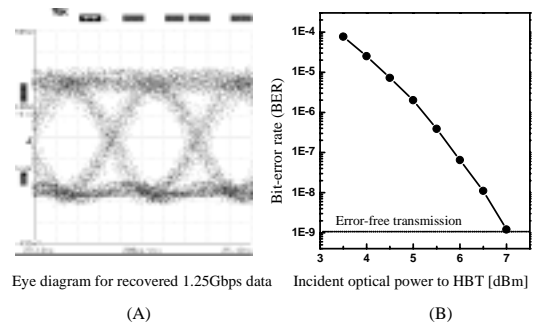 1E-4
1E-5
1E-6
1E-7
1E-8
1E-9
Bit-error rate (BER)
Error-free transmission
3 4 5 6 7
Eye diagram for recovered 1.25Gbps data
Incident optical power to HBT [dBm]
(A)
(B)